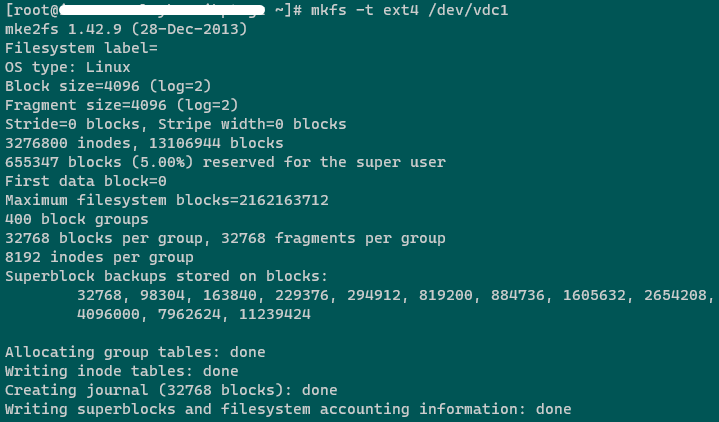 [root@ ~]# mkfs -t ext4 /dev/vdc1
mke2fs 1.42.9 (28-Dec-2013)
Filesystem label=
OS type: Linux
Block size=4096 (log=2)
Fragment size=4096 (log=2)
Stride=0 blocks, Stripe width=0 blocks
3276800 inodes, 13106944 blocks
655347 blocks (5.00%) reserved for the super user
First data block=0
Maximum filesystem blocks=2162163712
400 block groups
32768 blocks per group, 32768 fragments per group
8192 inodes per group
Superblock backups stored on blocks:
        32768, 98304, 163840, 229376, 294912, 819200, 884736, 1605632, 2654208,
        4096000, 7962624, 11239424

Allocating group tables: done
Writing inode tables: done
Creating journal (32768 blocks): done
Writing superblocks and filesystem accounting information: done